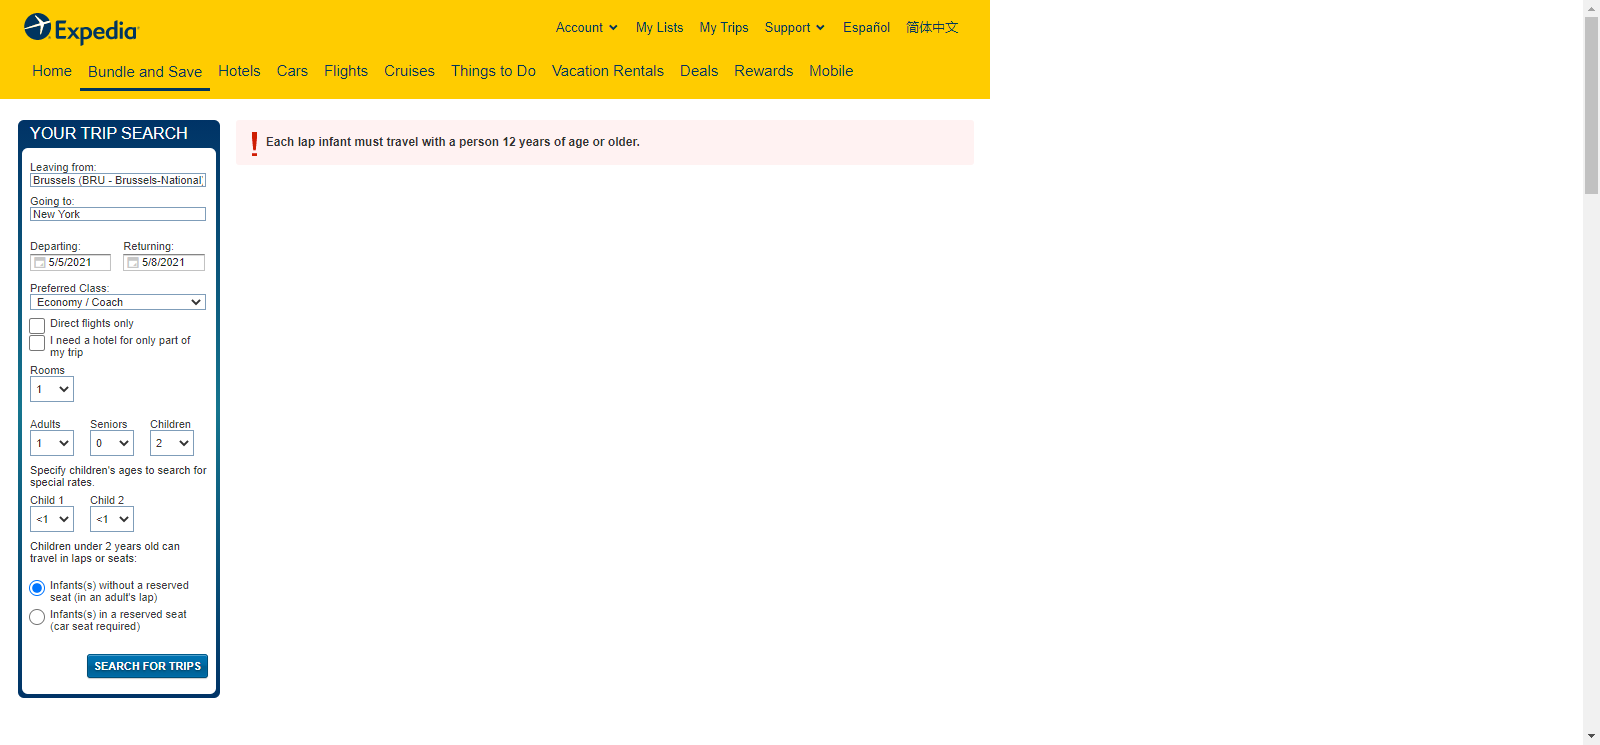 Expedia
Account My Lists My Trips Support Español 简体中文
Home Bundle and Save Hotels Cars Flights Cruises Things to Do Vacation Rentals Deals Rewards Mobile
YOUR TRIP SEARCH
Each lap infant must travel with a person 12 years of age or older.
Leaving from:
Brussels (BRU - Brussels-National)
Going to:
New York
Departing: Returning:
5/5/2021 5/8/2021
Preferred Class:
Economy / Coach
Direct flights only
I need a hotel for only part of
my trip
Rooms
1
Adults Seniors Children
1 0 2
Specify children's ages to search for
special rates.
Child 1 Child 2
<1 <1
Children under 2 years old can
travel in laps or seats:
Infants(s) without a reserved
seat (in an adult's lap)
Infants(s) in a reserved seat
(car seat required)
SEARCH FOR TRIPS